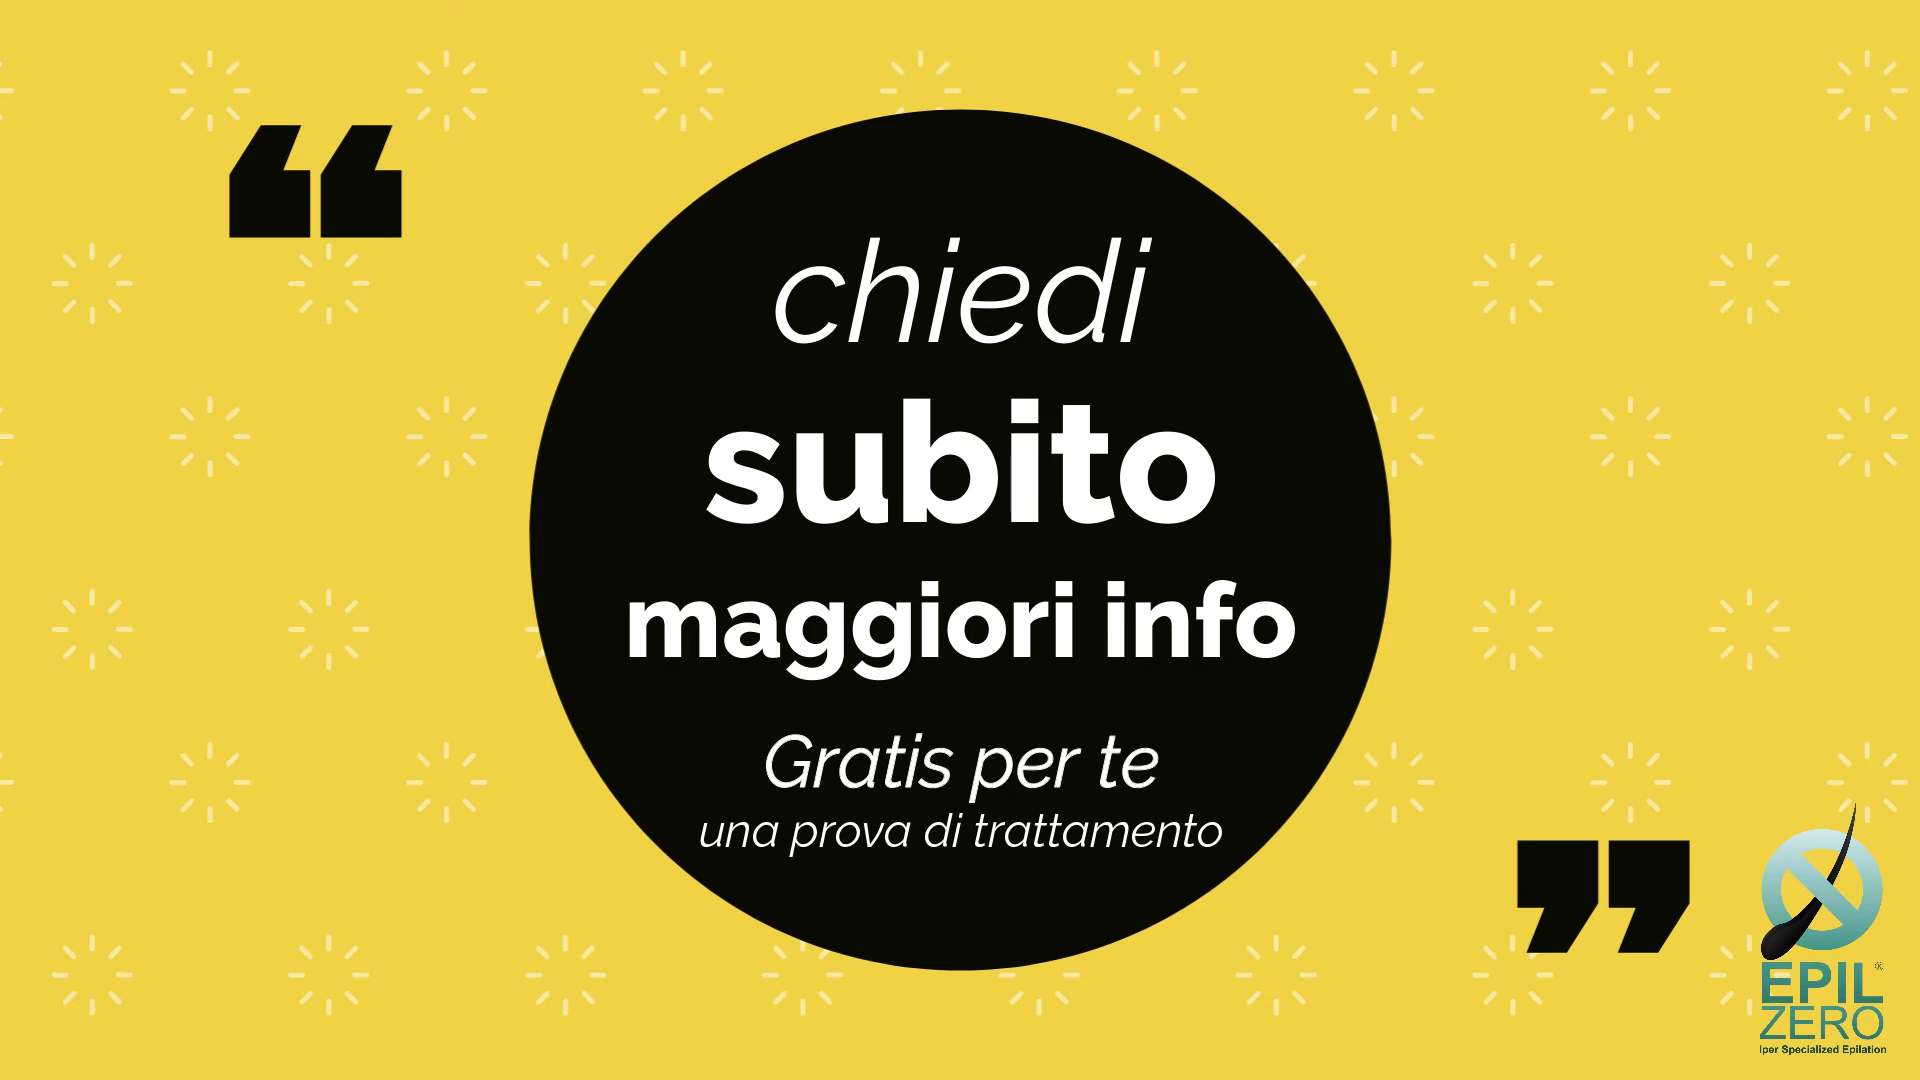 “
chiedi
subito
maggiori info
Gratis per te
una prova di trattamento
”
EPIL®
ZERO
Iper Specialized Epilation